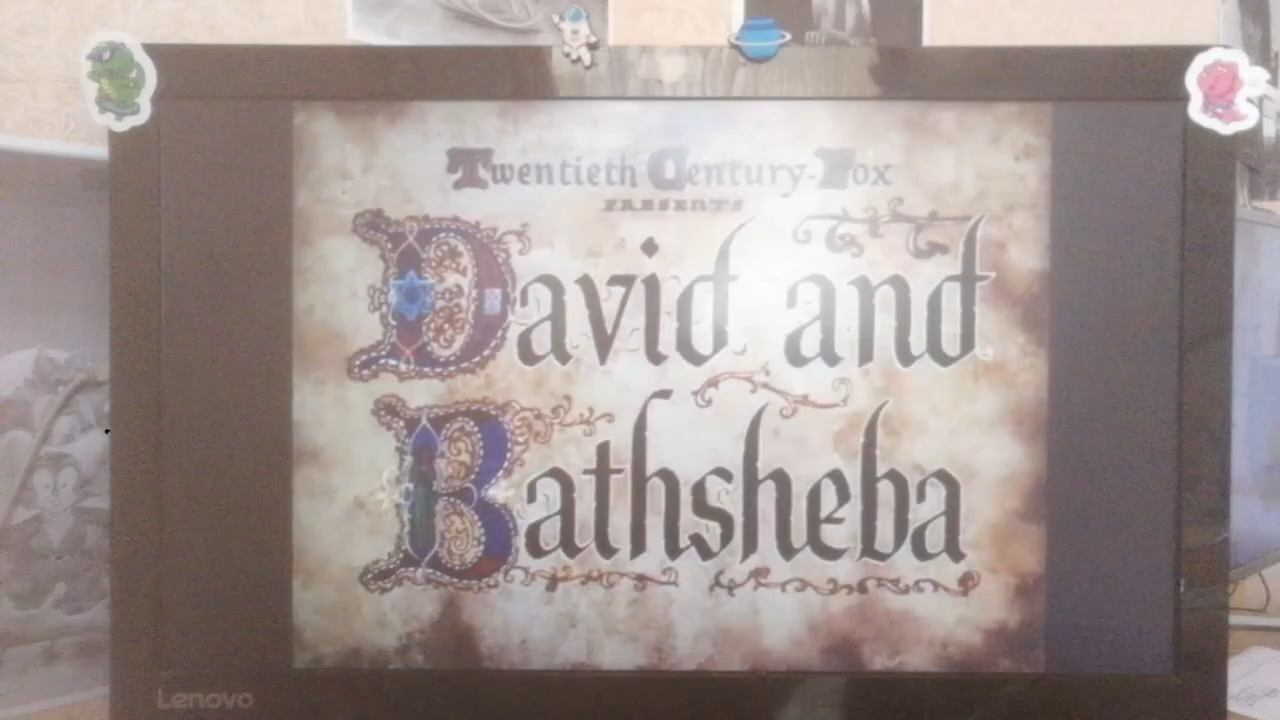 Twentieth Century-Fox
PRESENTS
David and
Bathsheba
Lenovo